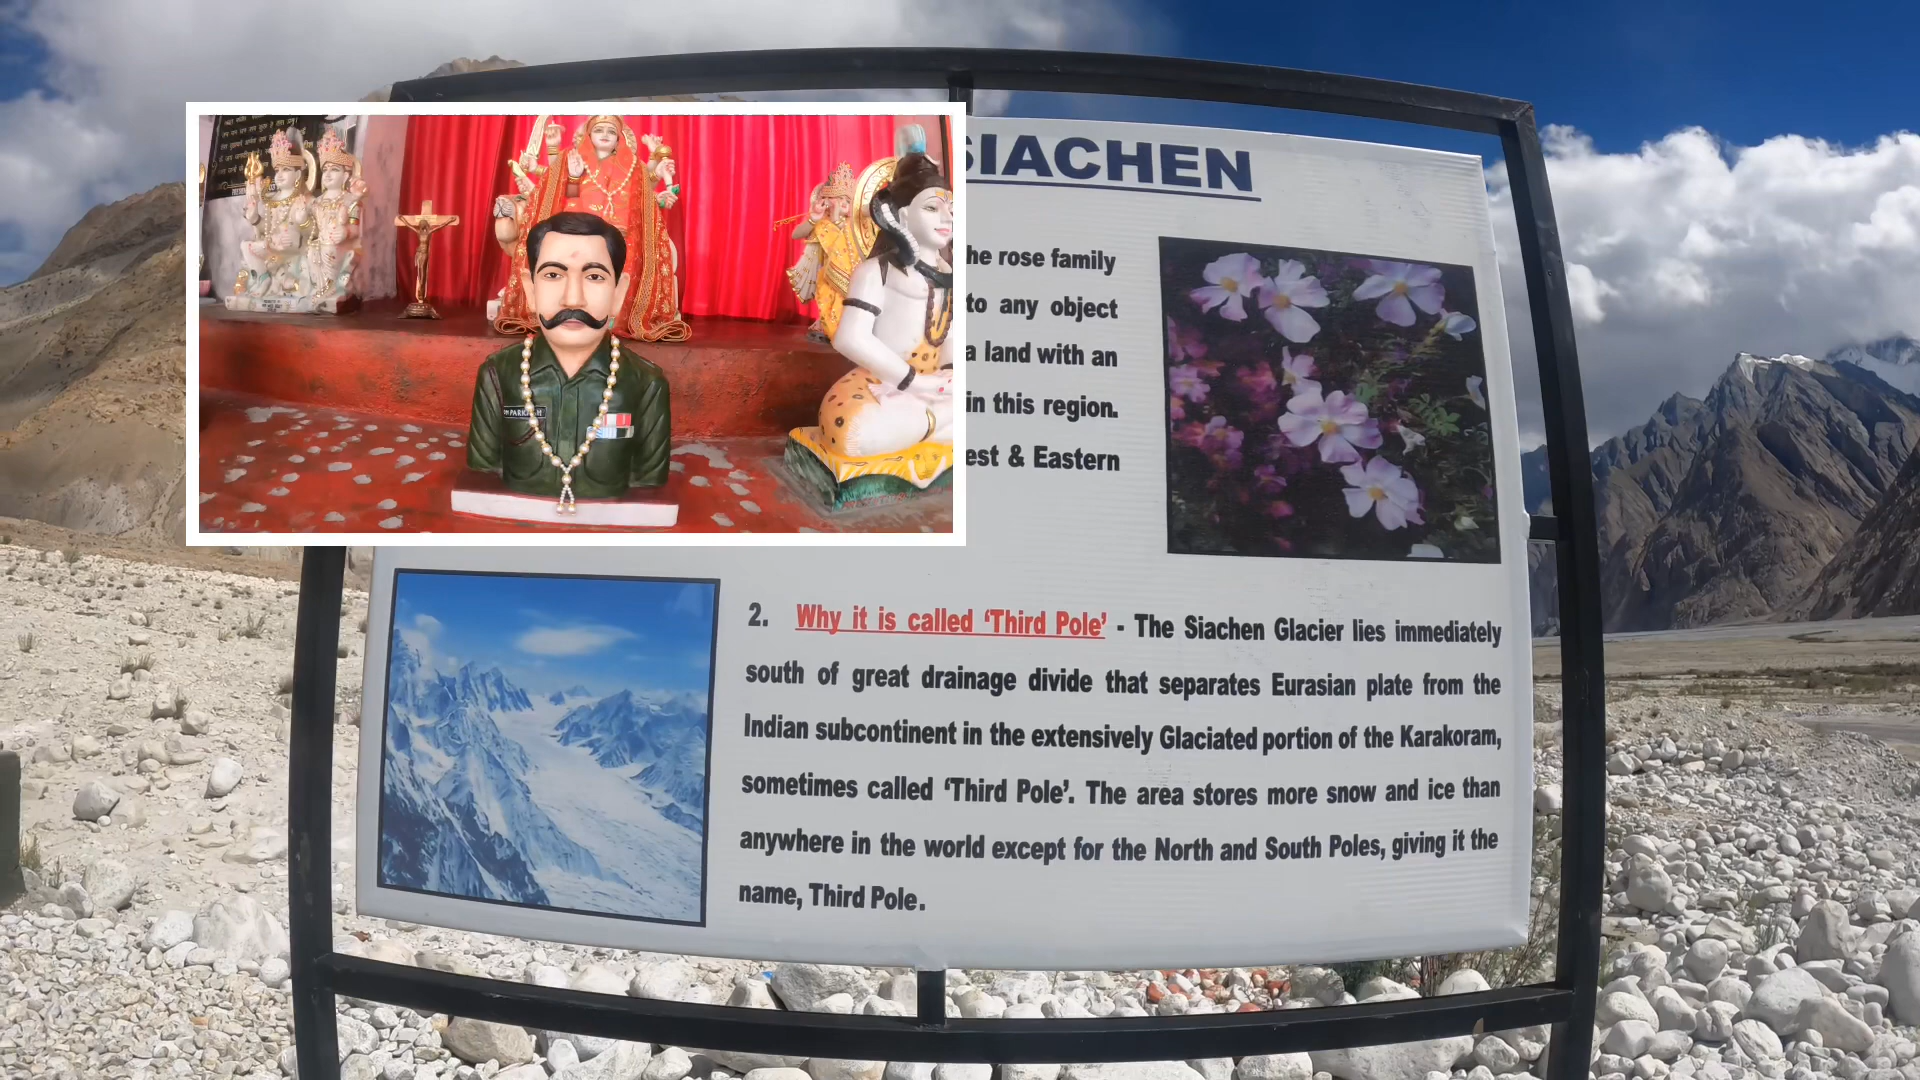 SIACHEN
he rose family
to any object
a land with an
in this region.
est & Eastern
2. Why it is called ‘Third Pole’ - The Siachen Glacier lies immediately
south of great drainage divide that separates Eurasian plate from the
Indian subcontinent in the extensively Glaciated portion of the Karakoram,
sometimes called ‘Third Pole’. The area stores more snow and ice than
anywhere in the world except for the North and South Poles, giving it the
name, Third Pole.